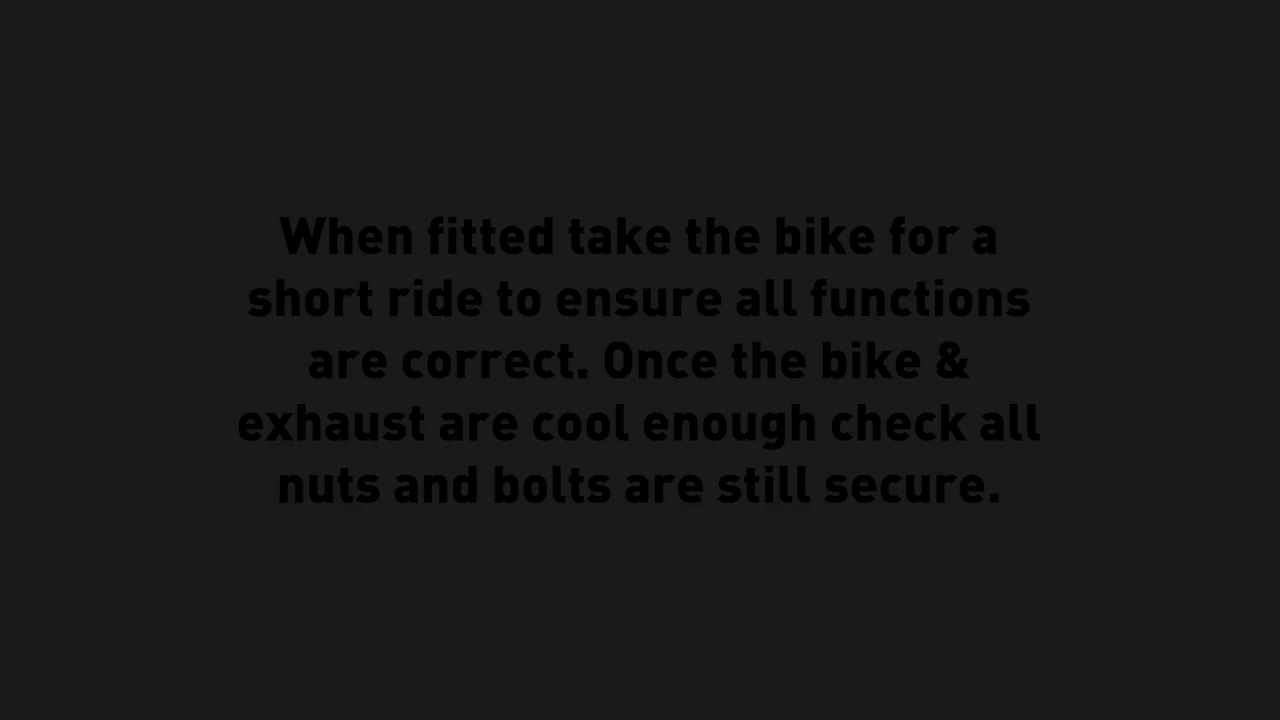 When fitted take the bike for a
short ride to ensure all functions
are correct. Once the bike &
exhaust are cool enough check all
nuts and bolts are still secure.